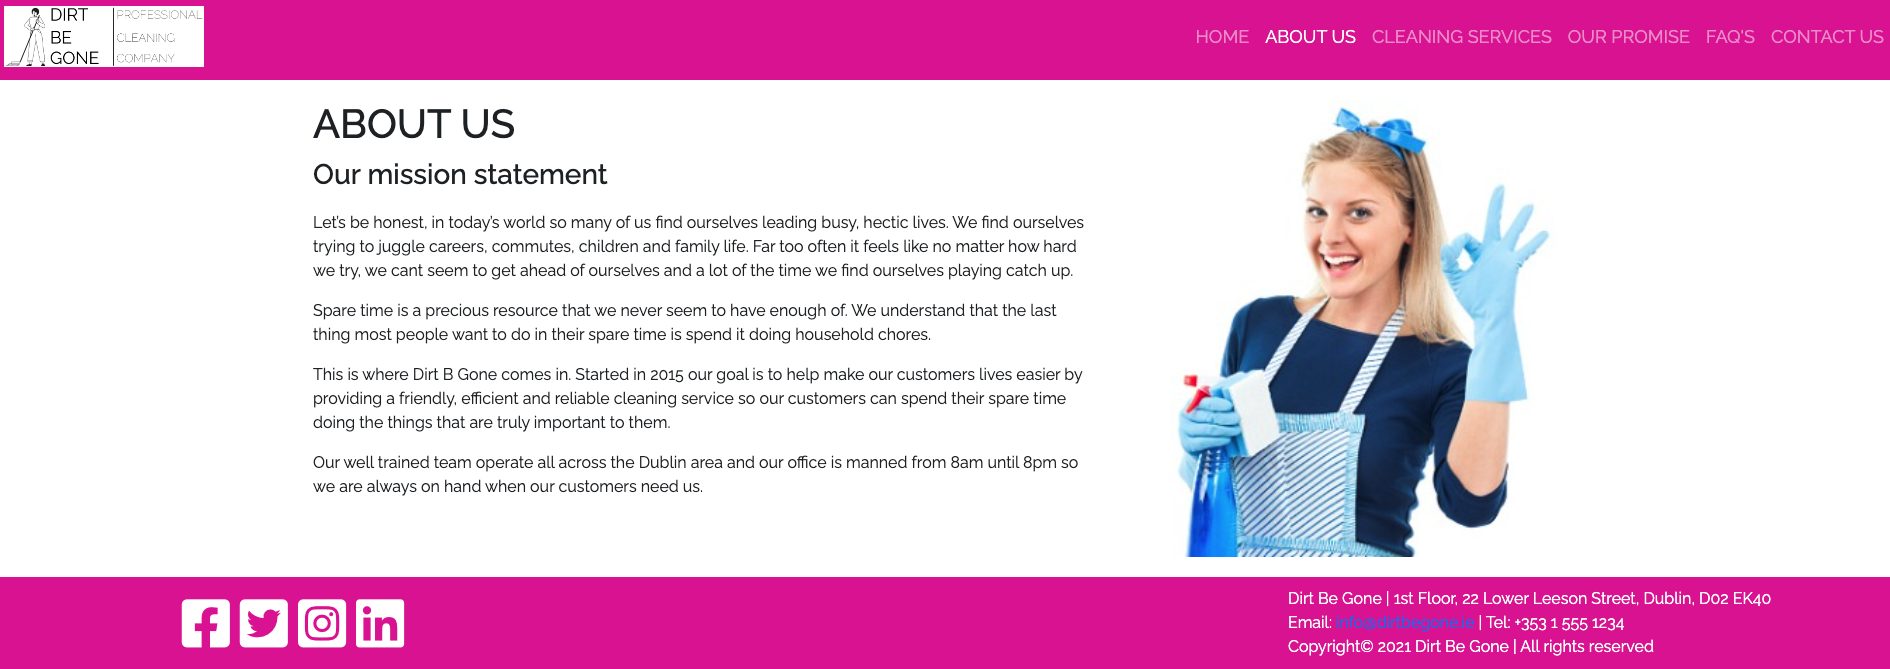 DIRT
BE
GONE
PROFESSIONAL
CLEANING
COMPANY
HOME ABOUT US CLEANING SERVICES OUR PROMISE FAQ'S CONTACT US
ABOUT US
Our mission statement
Let's be honest, in today's world so many of us find ourselves leading busy, hectic lives. We find ourselves
trying to juggle careers, commutes, children and family life. Far too often it feels like no matter how hard
we try, we cant seem to get ahead of ourselves and a lot of the time we find ourselves playing catch up.
Spare time is a precious resource that we never seem to have enough of. We understand that the last
thing most people want to do in their spare time is spend it doing household chores.
This is where Dirt B Gone comes in. Started in 2015 our goal is to help make our customers lives easier by
providing a friendly, efficient and reliable cleaning service so our customers can spend their spare time
doing the things that are truly important to them.
Our well trained team operate all across the Dublin area and our office is manned from 8am until 8pm so
we are always on hand when our customers need us.
Dirt Be Gone | 1st Floor, 22 Lower Leeson Street, Dublin, D02 EK40
Email: info@dirtbegone.ie | Tel: +353 1 555 1234
Copyright© 2021 Dirt Be Gone | All rights reserved